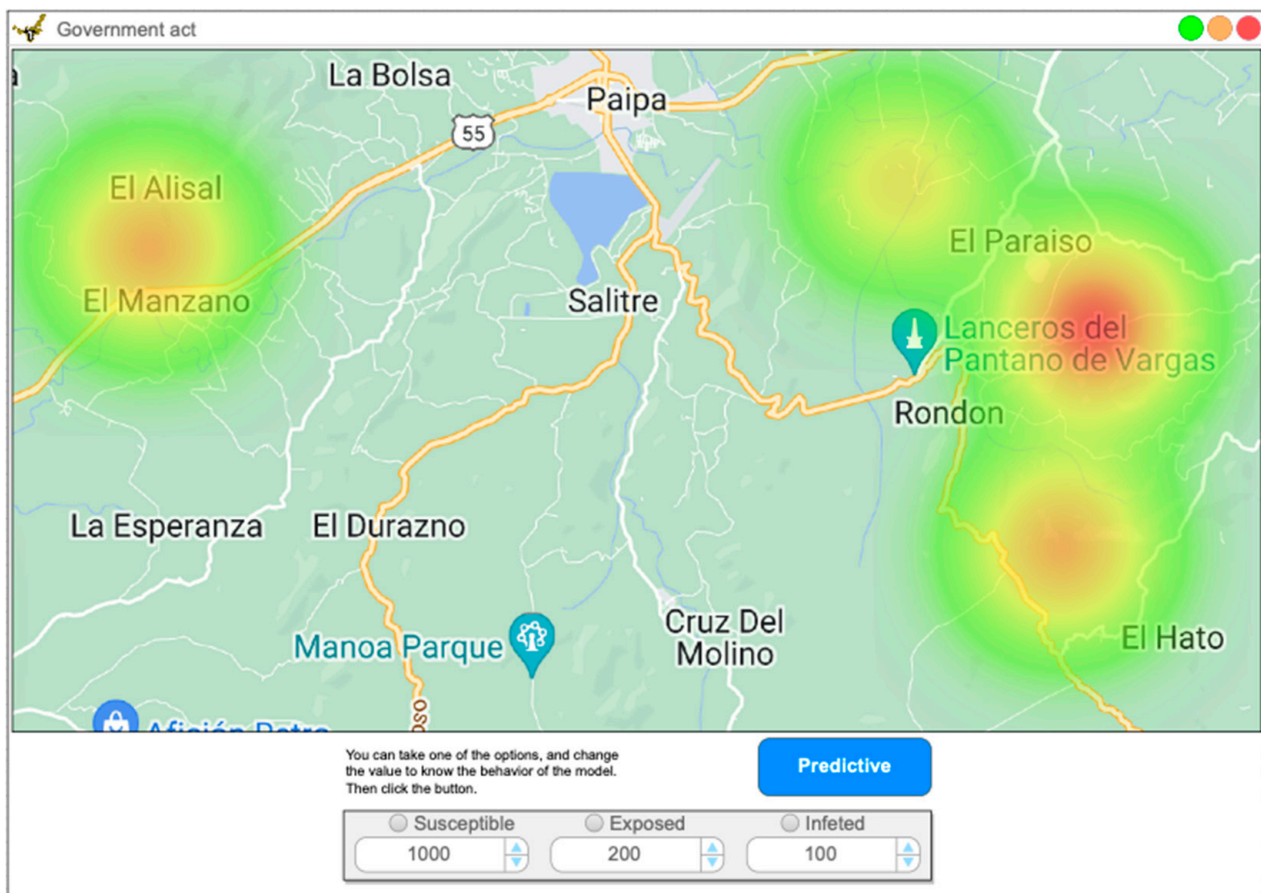 Government act
a
La Bolsa
Paipa
55
El Alisal
El Paraiso
El Manzano
Salitre
Lanceros del
Pantano de Vargas
Rondon
La Esperanza
El Durazno
Cruz Del
Molino
Manoa Parque
El Hato
oso
You can take one of the options, and change
the value to know the behavior of the model.
Then click the button.
Predictive
Susceptible
Exposed
Infeted
1000
200
100